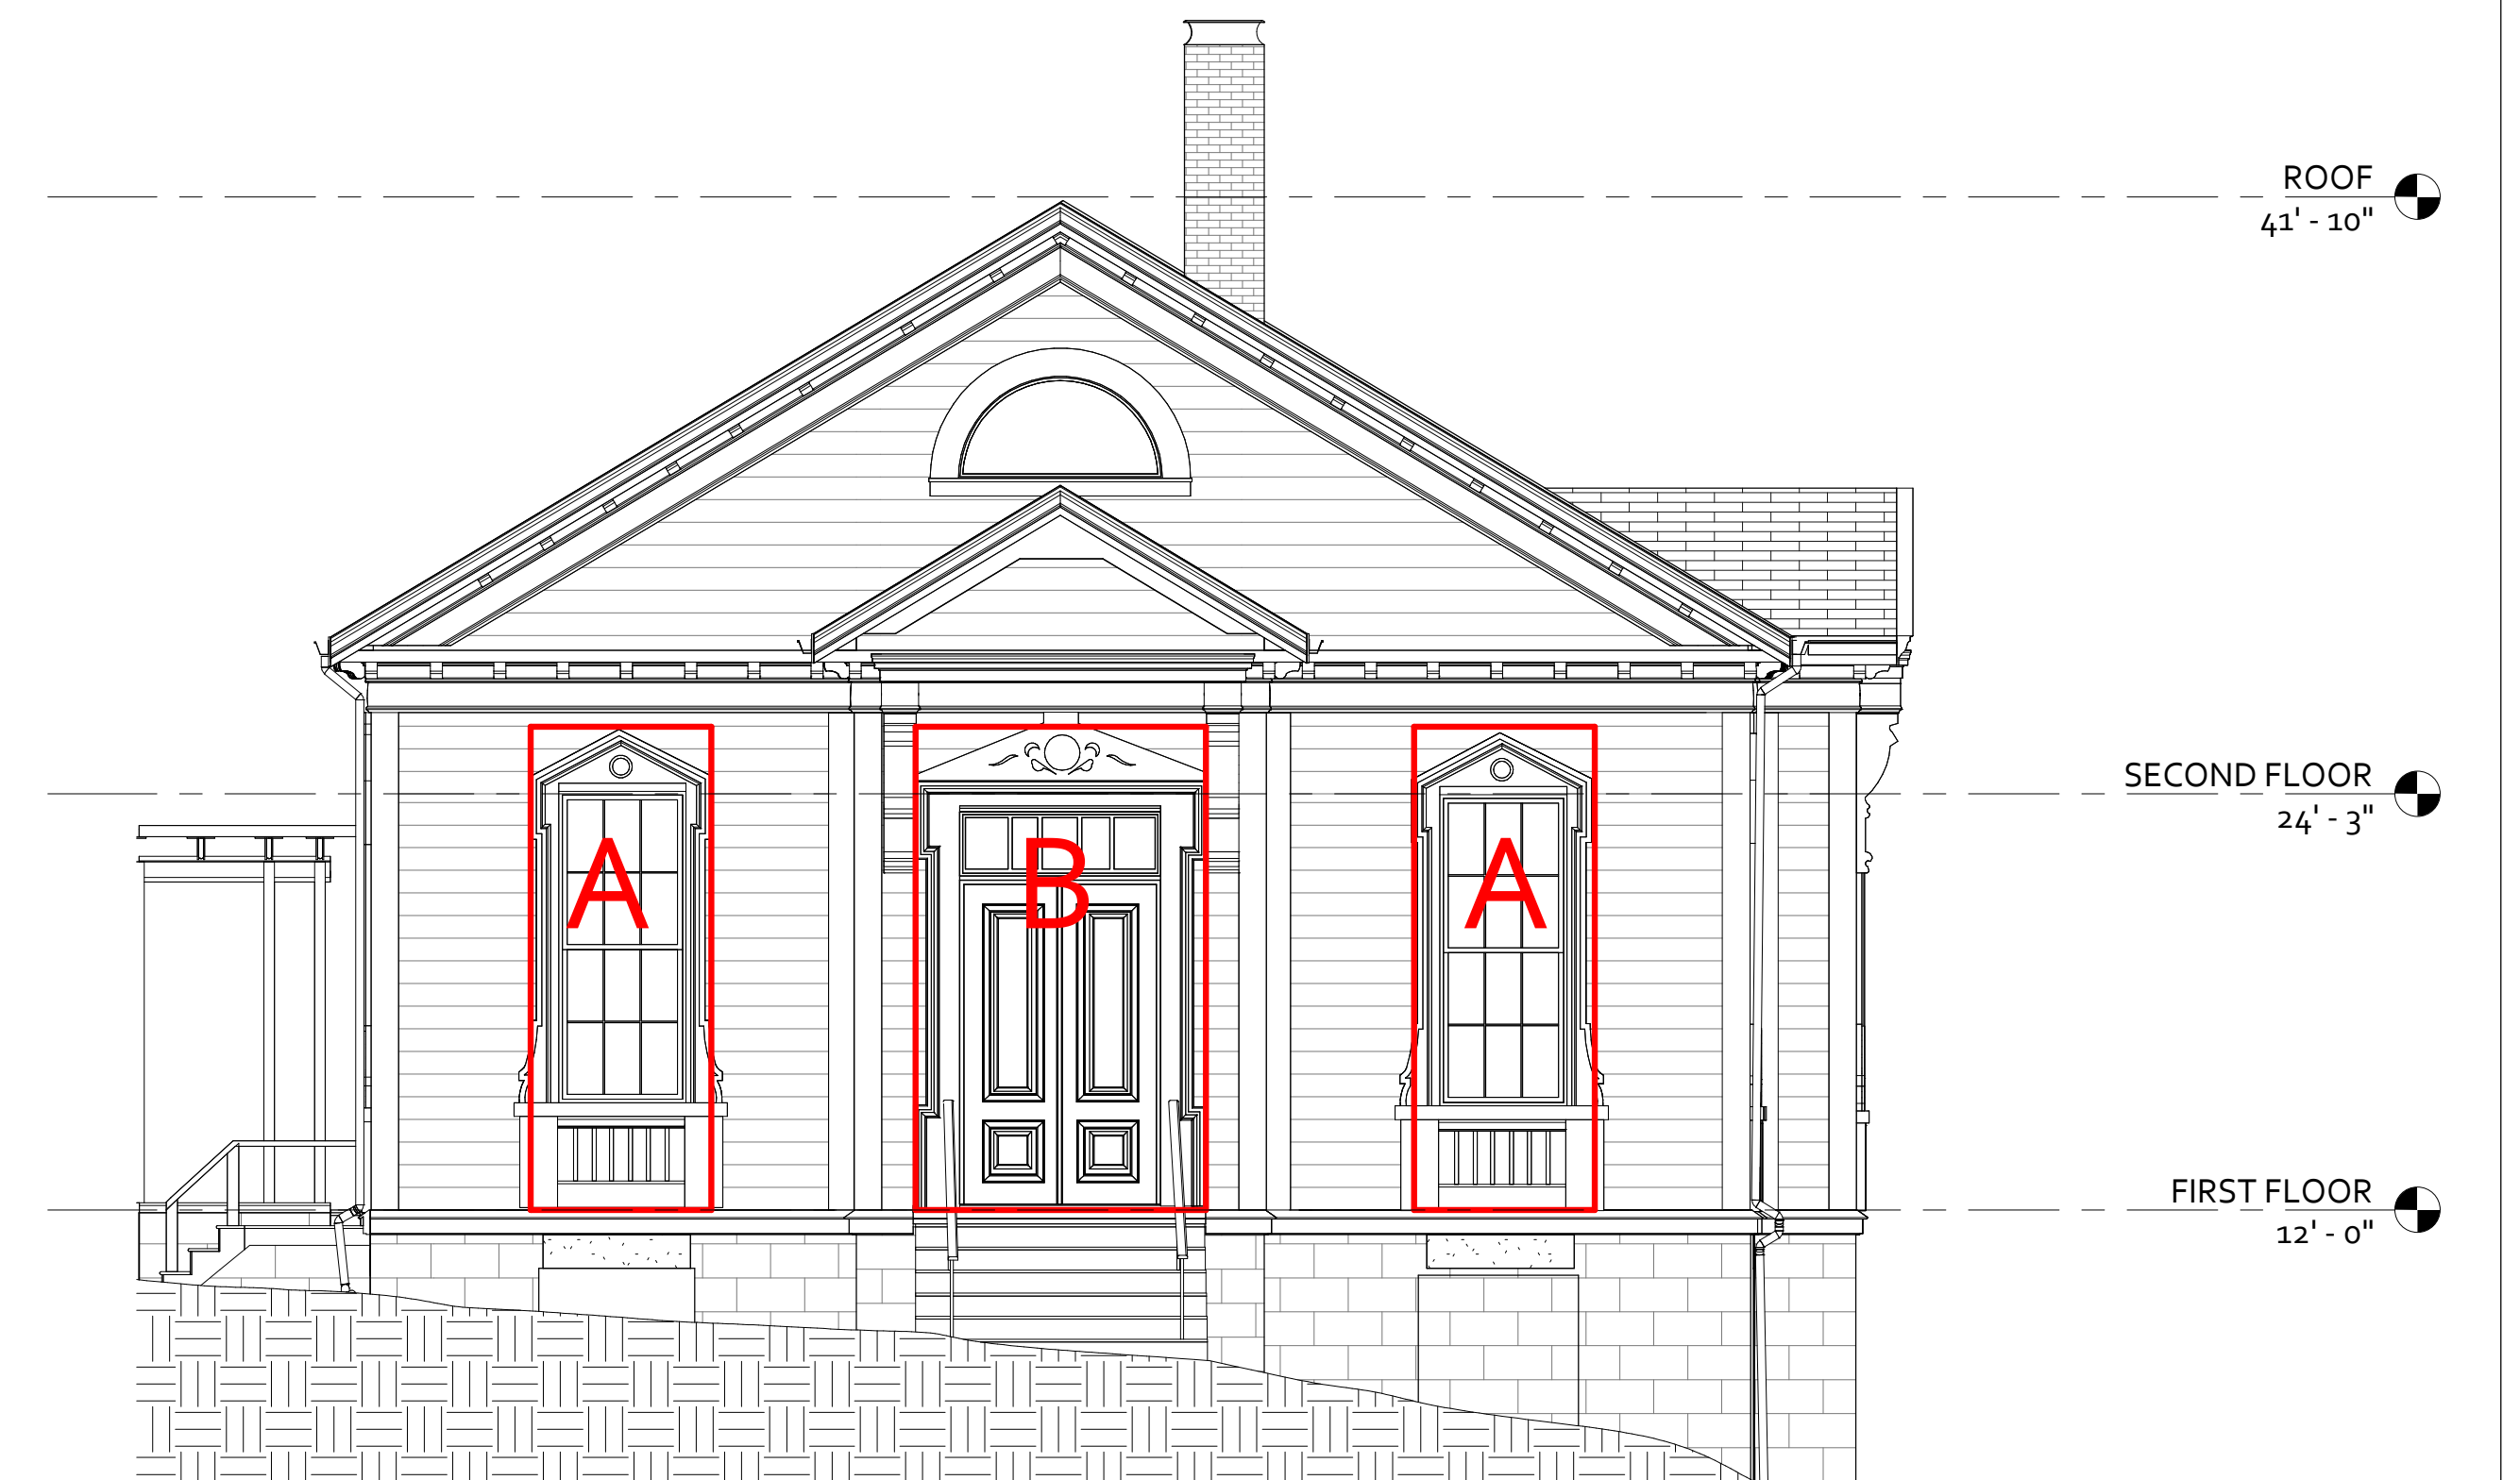 ROOF
41' - 10"
SECOND FLOOR
24' - 3"
A
B
A
FIRST FLOOR
12' - 0"